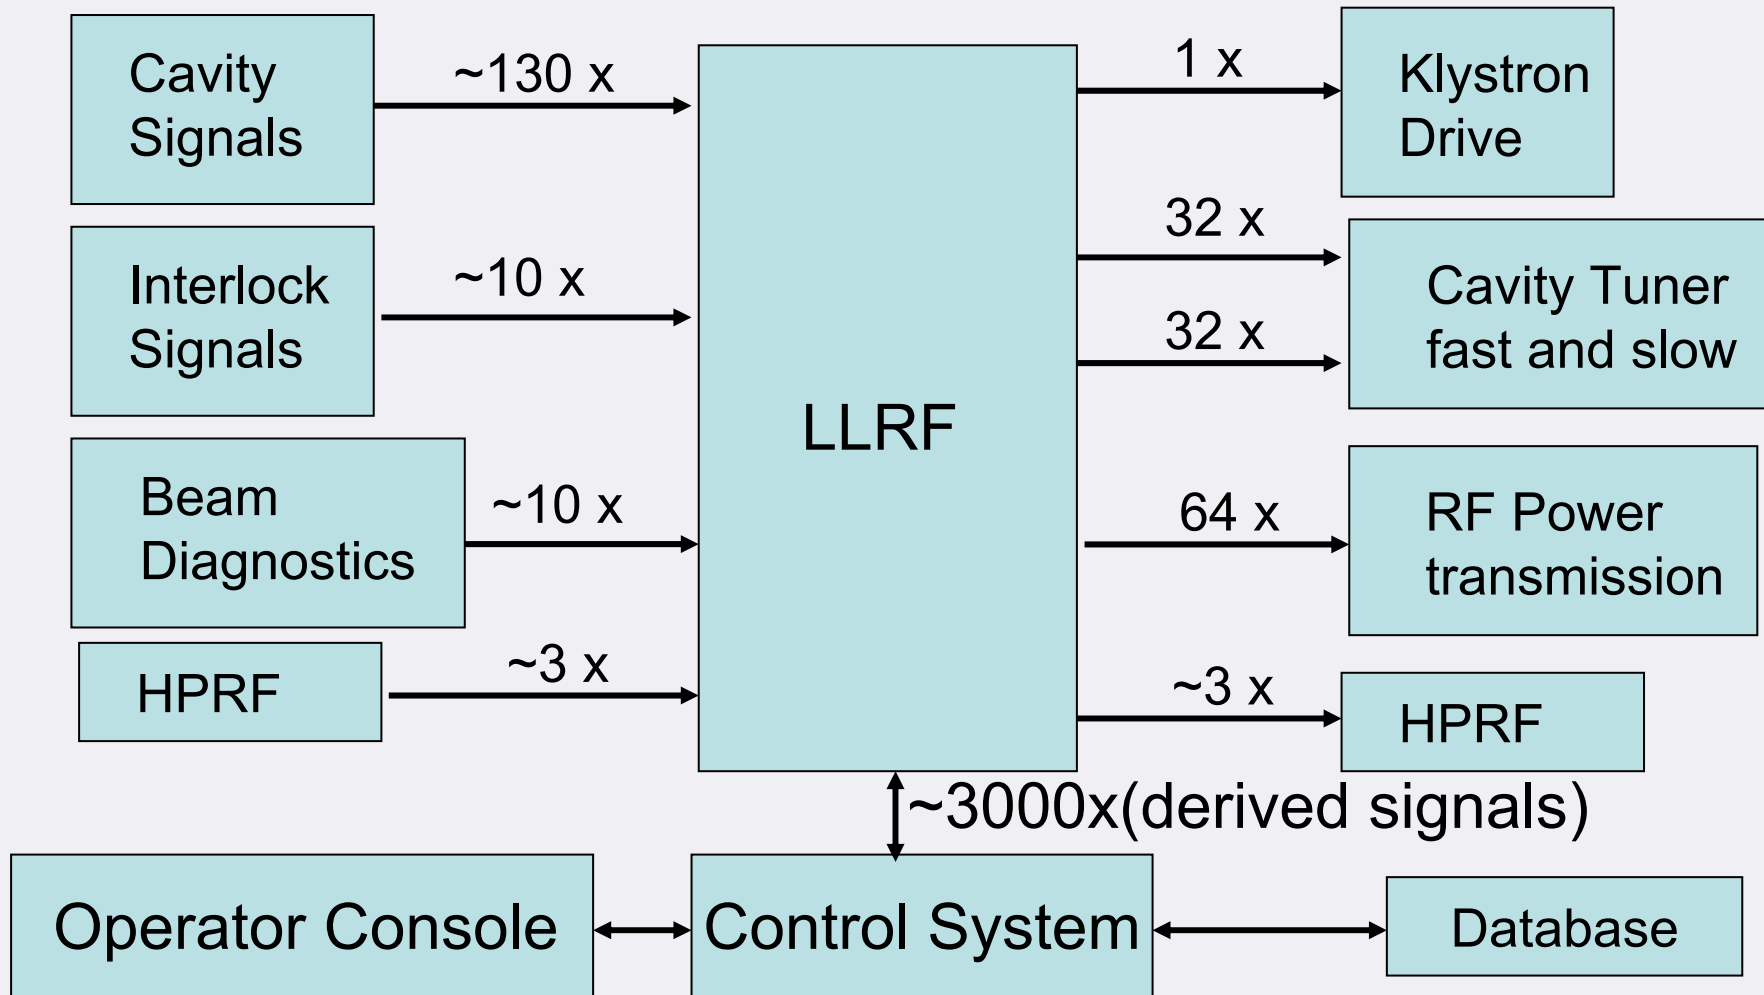 Cavity
Signals
~130 x
1 x
Klystron
Drive
Interlock
Signals
~10 x
32 x
32 x
Cavity Tuner
fast and slow
LLRF
Beam
Diagnostics
~10 x
64 x
RF Power
transmission
HPRF
~3 x
~3 x
HPRF
~3000x(derived signals)
Operator Console
Control System
Database